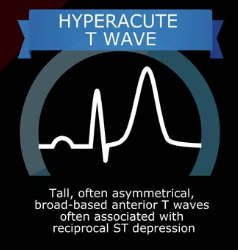 HYPERACUTE
T WAVE
Tall, often asymmetrical,
broad-based anterior T waves
often associated with
reciprocal ST depression